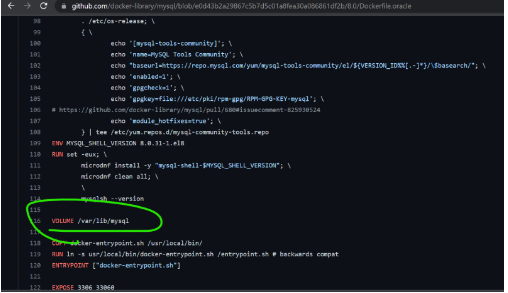 github.com/docker-library/mysql/blob/e0d43b2a29867c5b7d5c01a8fea30a086861df2b/8.0/Dockerfile.oracle
98 . /etc/os-release; \
99 { \
100 echo '[mysql-tools-community]'; \
101 echo 'name=MySQL Tools Community'; \
102 echo "baseurl=https://repo.mysql.com/yum/mysql-tools-community/el/${VERSION_ID%%[.-]*}/\$basearch/"; \
103 echo 'enabled=1'; \
104 echo 'gpgcheck=1'; \
105 echo 'gpgkey=file:///etc/pki/rpm-gpg/RPM-GPG-KEY-mysql'; \
106 # https://github.com/docker-library/mysql/pull/680#issuecomment-825930524
107 echo 'module_hotfixes=true'; \
108 } | tee /etc/yum.repos.d/mysql-community-tools.repo
109 ENV MYSQL_SHELL_VERSION 8.0.31-1.el8
110 RUN set -eux; \
111 microdnf install -y "mysql-shell-$MYSQL_SHELL_VERSION"; \
112 microdnf clean all; \
113 \
114 mysqlsh --version
115
116 VOLUME /var/lib/mysql
117
118 COPY docker-entrypoint.sh /usr/local/bin/
119 RUN ln -s usr/local/bin/docker-entrypoint.sh /entrypoint.sh # backwards compat
120 ENTRYPOINT ["docker-entrypoint.sh"]
121
122 EXPOSE 3306 33060